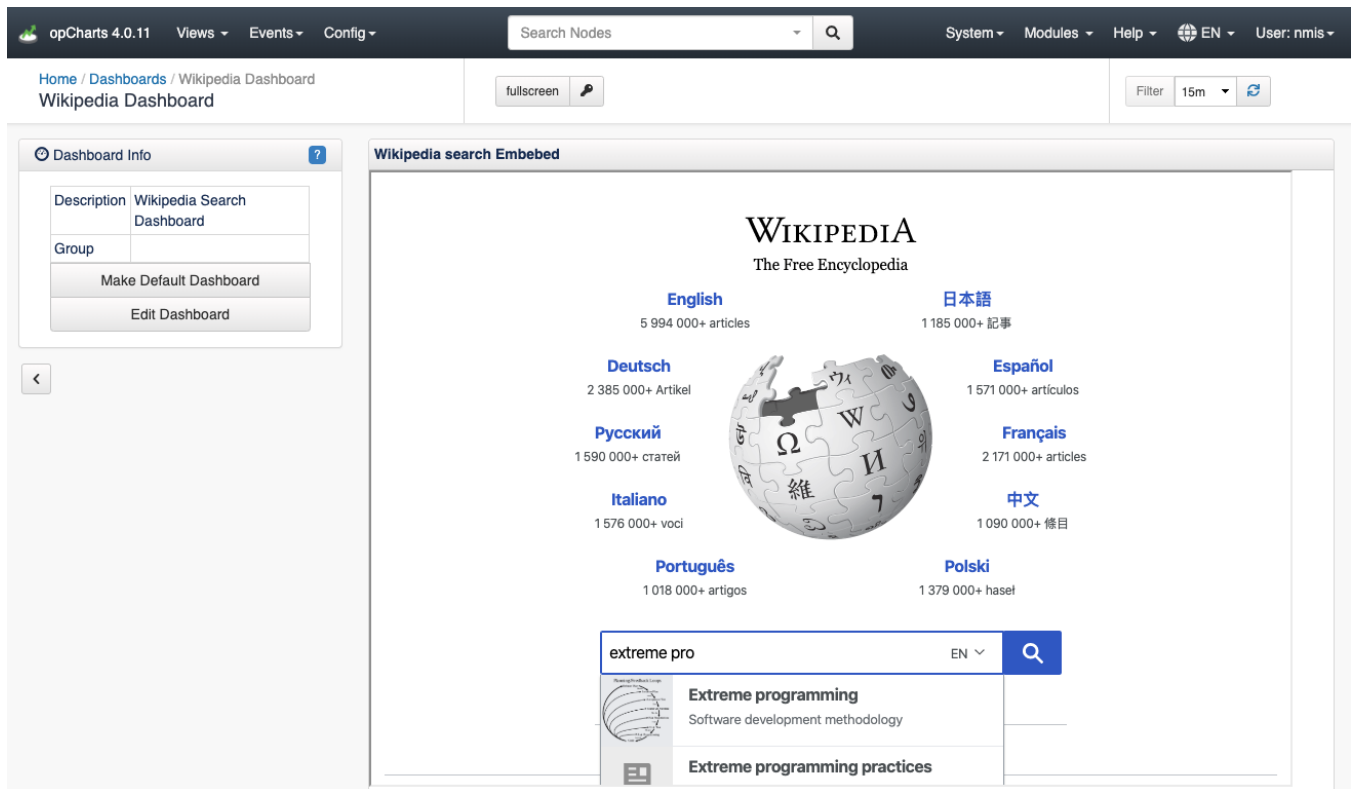 opCharts 4.0.11 Views Events Config Search Nodes System Modules Help EN User: nmis
Home / Dashboards / Wikipedia Dashboard
Wikipedia Dashboard
fullscreen
Filter 15m
Dashboard Info ?
Description Wikipedia Search
Dashboard
Group
Make Default Dashboard
Edit Dashboard
Wikipedia search Embebed
WIKIPEDIA
The Free Encyclopedia
English
5 994 000+ articles
日本語
1 185 000+ 記事
Deutsch
2 385 000+ Artikel
Español
1 571 000+ artículos
Русский
1 590 000+ статей
Français
2 171 000+ articles
Italiano
1 576 000+ voci
中文
1 090 000+ 條目
Português
1 018 000+ artigos
Polski
1 379 000+ haseł
Ω W И 維 ウィ
extreme pro EN
Extreme programming
Software development methodology
Extreme programming practices